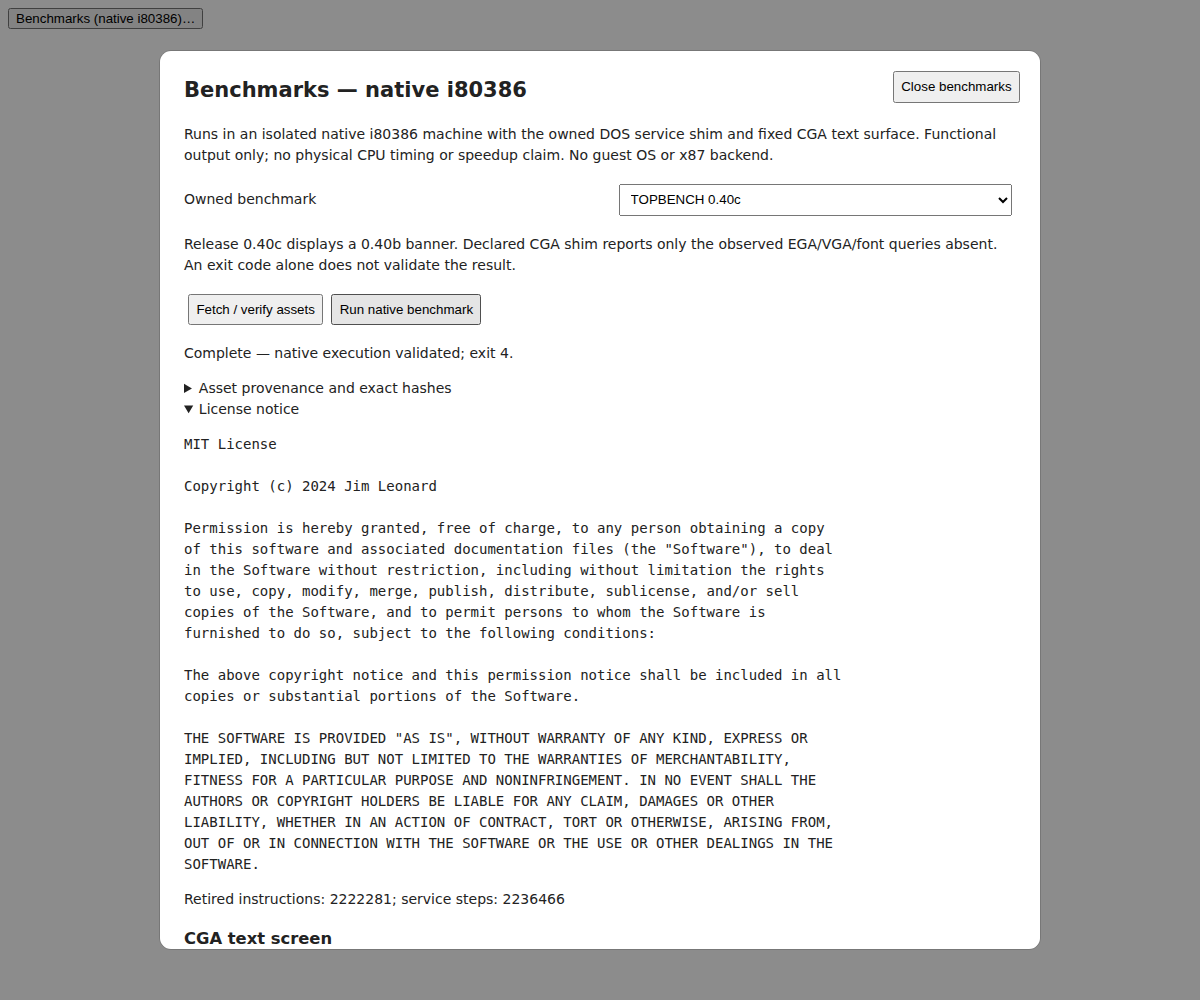 Benchmarks (native i80386)…
Benchmarks — native i80386
Close benchmarks
Runs in an isolated native i80386 machine with the owned DOS service shim and fixed CGA text surface. Functional
output only; no physical CPU timing or speedup claim. No guest OS or x87 backend.
Owned benchmark
TOPBENCH 0.40c
Release 0.40c displays a 0.40b banner. Declared CGA shim reports only the observed EGA/VGA/font queries absent.
An exit code alone does not validate the result.
Fetch / verify assets
Run native benchmark
Complete — native execution validated; exit 4.
Asset provenance and exact hashes
License notice
MIT License
Copyright (c) 2024 Jim Leonard
Permission is hereby granted, free of charge, to any person obtaining a copy
of this software and associated documentation files (the "Software"), to deal
in the Software without restriction, including without limitation the rights
to use, copy, modify, merge, publish, distribute, sublicense, and/or sell
copies of the Software, and to permit persons to whom the Software is
furnished to do so, subject to the following conditions:
The above copyright notice and this permission notice shall be included in all
copies or substantial portions of the Software.
THE SOFTWARE IS PROVIDED "AS IS", WITHOUT WARRANTY OF ANY KIND, EXPRESS OR
IMPLIED, INCLUDING BUT NOT LIMITED TO THE WARRANTIES OF MERCHANTABILITY,
FITNESS FOR A PARTICULAR PURPOSE AND NONINFRINGEMENT. IN NO EVENT SHALL THE
AUTHORS OR COPYRIGHT HOLDERS BE LIABLE FOR ANY CLAIM, DAMAGES OR OTHER
LIABILITY, WHETHER IN AN ACTION OF CONTRACT, TORT OR OTHERWISE, ARISING FROM,
OUT OF OR IN CONNECTION WITH THE SOFTWARE OR THE USE OR OTHER DEALINGS IN THE
SOFTWARE.
Retired instructions: 2222281; service steps: 2236466
CGA text screen